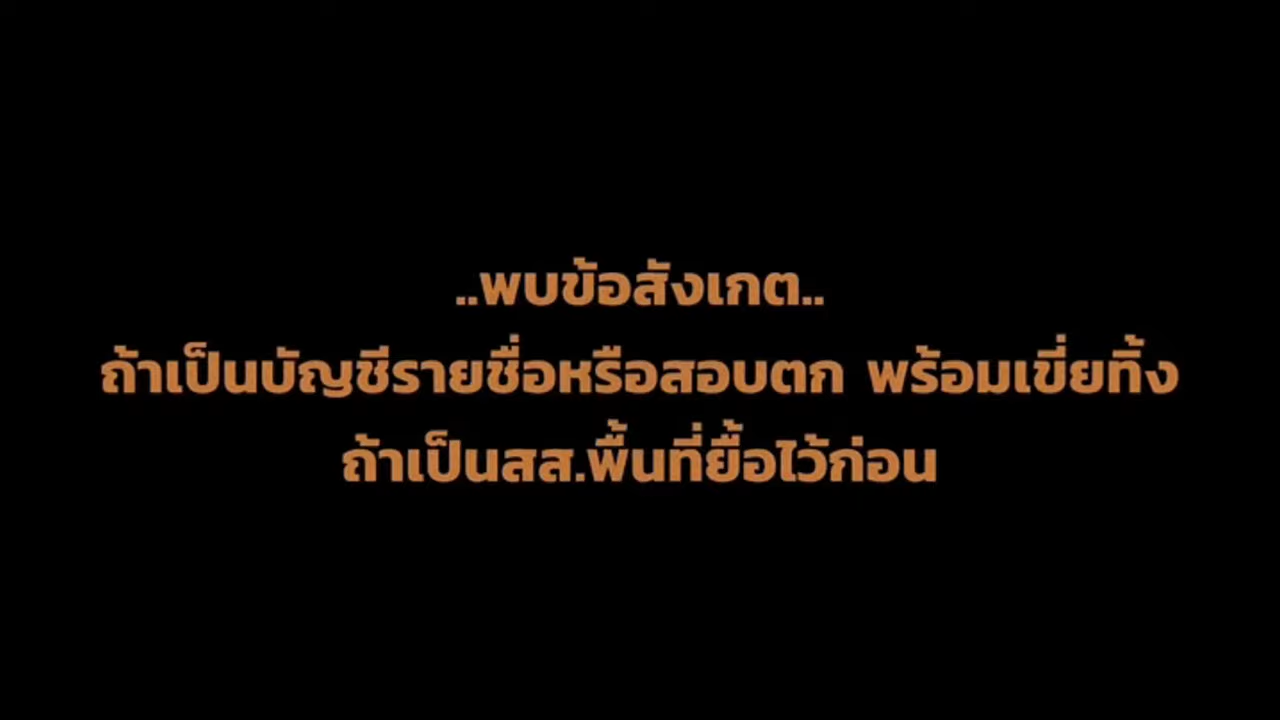 ..พบข้อสังเกต..
ถ้าเป็นบัญชีรายชื่อหรือสอบตก พร้อมเขี่ยทิ้ง
ถ้าเป็นสส.พื้นที่ยื้อไว้ก่อน